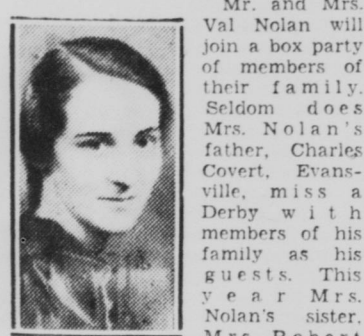 Mr. and Mrs.
Val Nolan will
join a box party
of members of
their family.
Seldom does
Mrs. Nolan's
father, Charles
Covert, Evans-
ville, miss a
Derby with
members of his
family as his
guests. This
year Mrs.
Nolan's sister,
Mrs. Robert